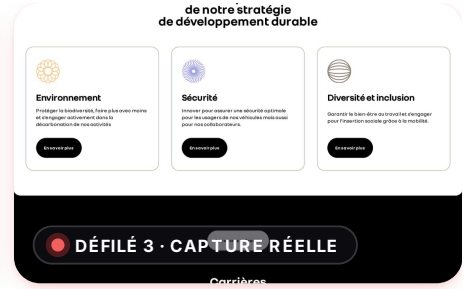 de notre stratégie
de développement durable
Environnement
Protéger la biodiversité, faire plus avec moins
et s'engager activement dans la
décarbonation de nos activités
En savoir plus
Sécurité
Innover pour assurer une sécurité optimale
pour les usagers de nos véhicules mais aussi
pour nos collaborateurs.
En savoir plus
Diversité et inclusion
Garantir le bien-être au travail et s'engager
pour l'insertion sociale grâce à la mobilité.
En savoir plus
DÉFILÉ 3 · CAPTURE RÉELLE
Carrières